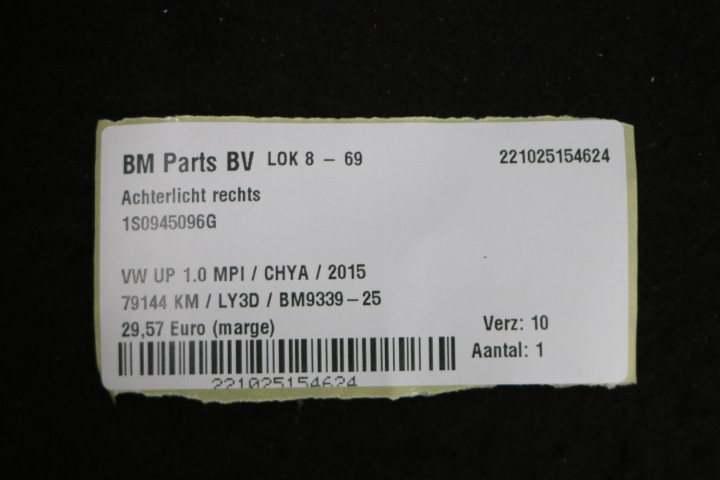 BM Parts BV LOK 8 – 69 221025154624
Achterlicht rechts
1S0945096G
VW UP 1.0 MPI / CHYA / 2015
79144 KM / LY3D / BM9339–25
29,57 Euro (marge) Verz: 10
Aantal: 1
221025154624